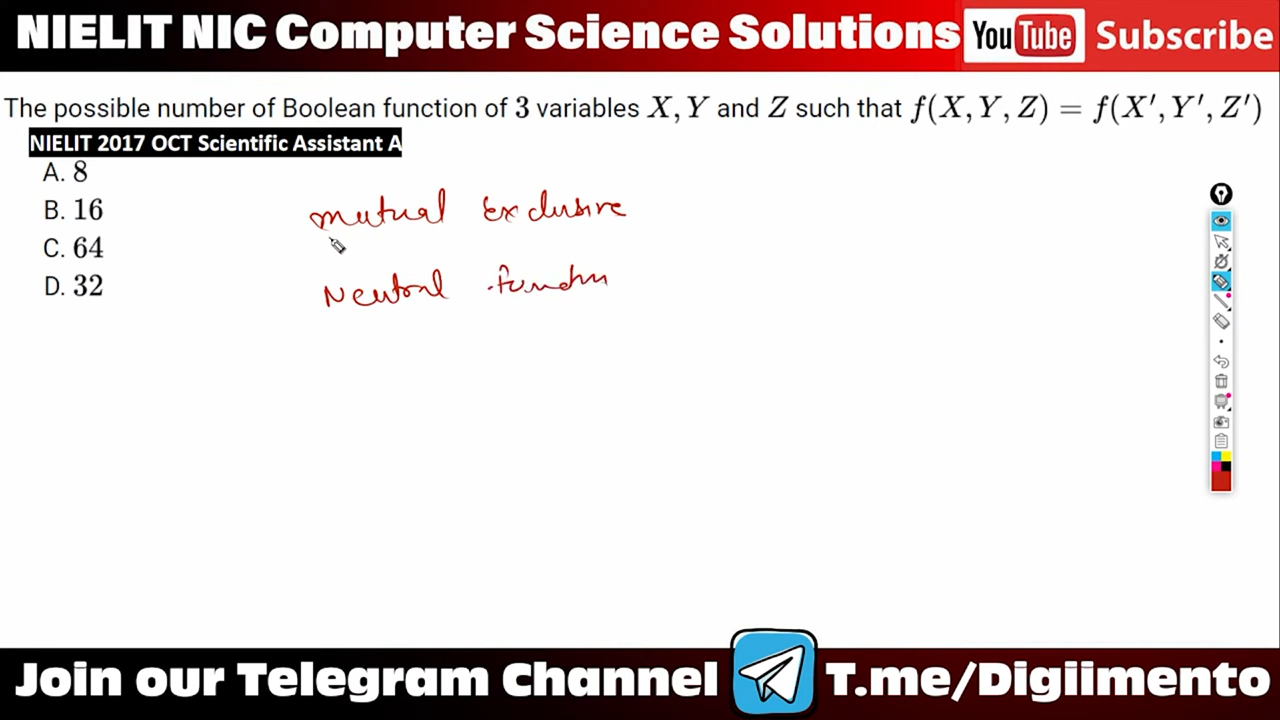 NIELIT NIC Computer Science Solutions YouTube Subscribe
The possible number of Boolean function of 3 variables X, Y and Z such that f(X, Y, Z) = f(X′, Y′, Z′)
NIELIT 2017 OCT Scientific Assistant A
A. 8
B. 16
C. 64
D. 32
mutual exclusive
Neutral
Join our Telegram Channel T.me/Digiimento